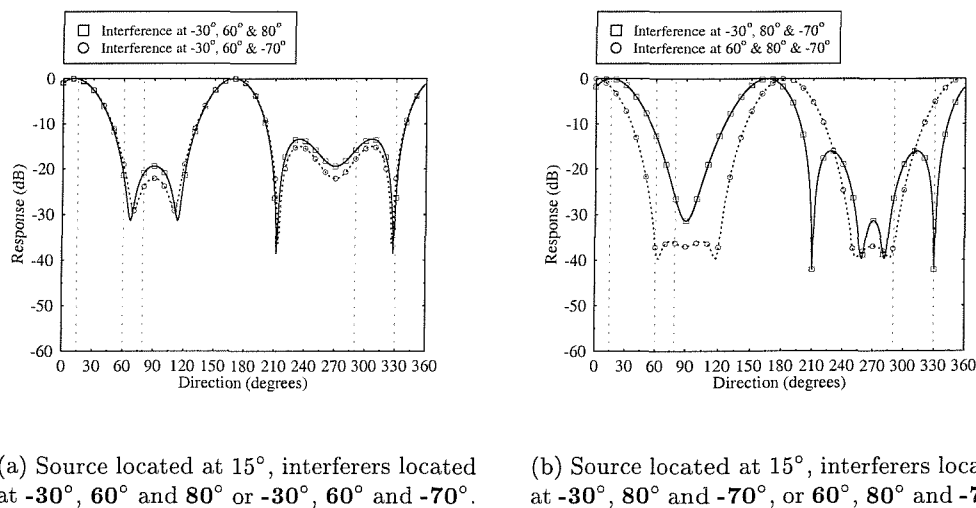 Interference at -30°, 60° & 80°
Interference at -30°, 60° & -70°
0
-10
-20
-30
-40
-50
-60
Response (dB)
0 30 60 90 120 150 180 210 240 270 300 330 360
Direction (degrees)
Interference at -30°, 80° & -70°
Interference at 60° & 80° & -70°
0
-10
-20
-30
-40
-50
-60
Response (dB)
0 30 60 90 120 150 180 210 240 270 300 330 360
Direction (degrees)
(a) Source located at 15°, interferers located
at -30°, 60° and 80° or -30°, 60° and -70°.
(b) Source located at 15°, interferers loca
at -30°, 80° and -70°, or 60°, 80° and -7